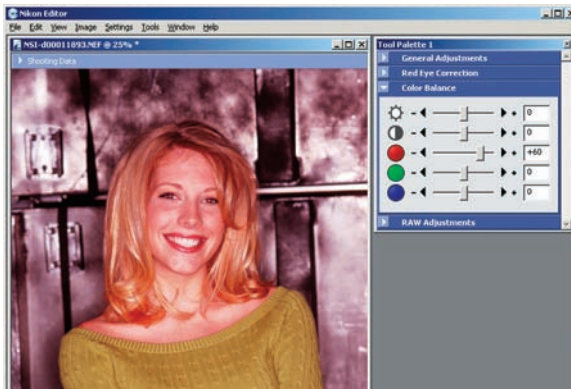 Nikon Editor
File Edit View Image Settings Tools Window Help
NSI-d00011893.NEF @ 25% *
Shooting Data
Tool Palette 1
General Adjustments
Red Eye Correction
Color Balance
- + 0
- + 0
- + +60
- + 0
- + 0
RAW Adjustments